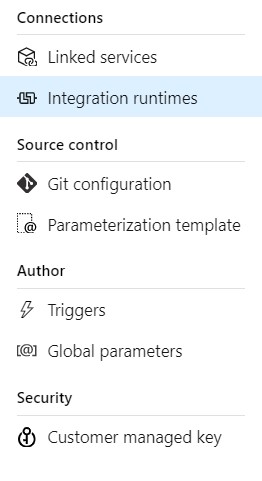 Connections
Linked services
Integration runtimes
Source control
Git configuration
Parameterization template
Author
Triggers
Global parameters
Security
Customer managed key